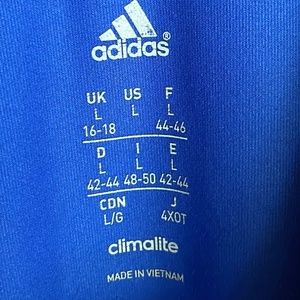 adidas®
UK US F
L L L
16-18 44-46
D I E
L L L
42-44 48-50 42-44
CDN J
L/G 4XOT
climalite
MADE IN VIETNAM